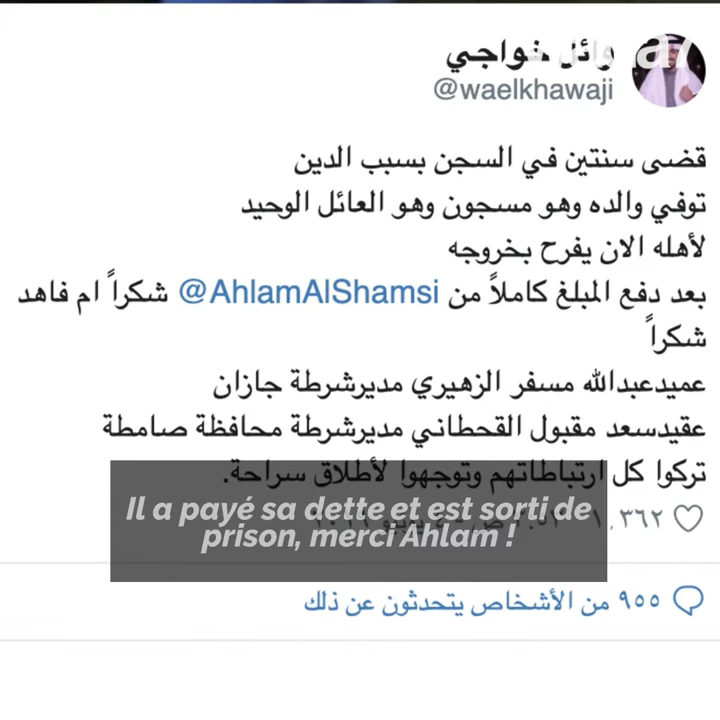 وائل خواجي
@waelkhawaji
قضى سنتين في السجن بسبب الدين
توفي والده وهو مسجون وهو العائل الوحيد
لأهله الان يفرح بخروجه
بعد دفع المبلغ كاملاً من @AhlamAlShamsi شكراً ام فاهد
شكراً
عميدعبدالله مسفر الزهيري مديرشرطة جازان
عقيدسعد مقبول القحطاني مديرشرطة محافظة صامطة
تركوا كل ارتباطاتهم وتوجهوا لأطلاق سراحة.
Il a payé sa dette et est sorti de
prison, merci Ahlam !
١٬٣٦٢
٩٥٥ من الأشخاص يتحدثون عن ذلك